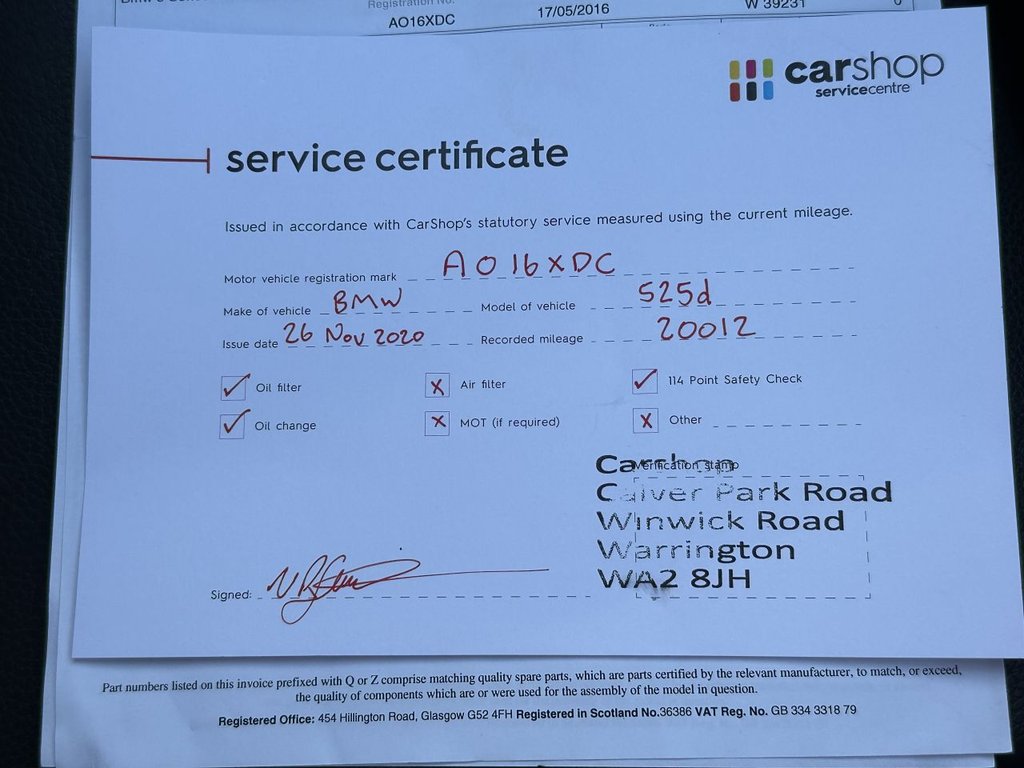 Registration No.
AO16XDC
17/05/2016
W 39231
0
carshop
servicecentre
service certificate
Issued in accordance with CarShop's statutory service measured using the current mileage.
Motor vehicle registration mark AO16XDC
Make of vehicle BMW Model of vehicle 525d
Issue date 26 Nov 2020 Recorded mileage 20012
Oil filter Air filter 114 Point Safety Check
Oil change MOT (if required) Other
Verification stamp
Carshop
Calver Park Road
Winwick Road
Warrington
WA2 8JH
Signed:
Part numbers listed on this invoice prefixed with Q or Z comprise matching quality spare parts, which are parts certified by the relevant manufacturer, to match, or exceed,
the quality of components which are or were used for the assembly of the model in question.
Registered Office: 454 Hillington Road, Glasgow G52 4FH Registered in Scotland No.36386 VAT Reg. No. GB 334 3318 79